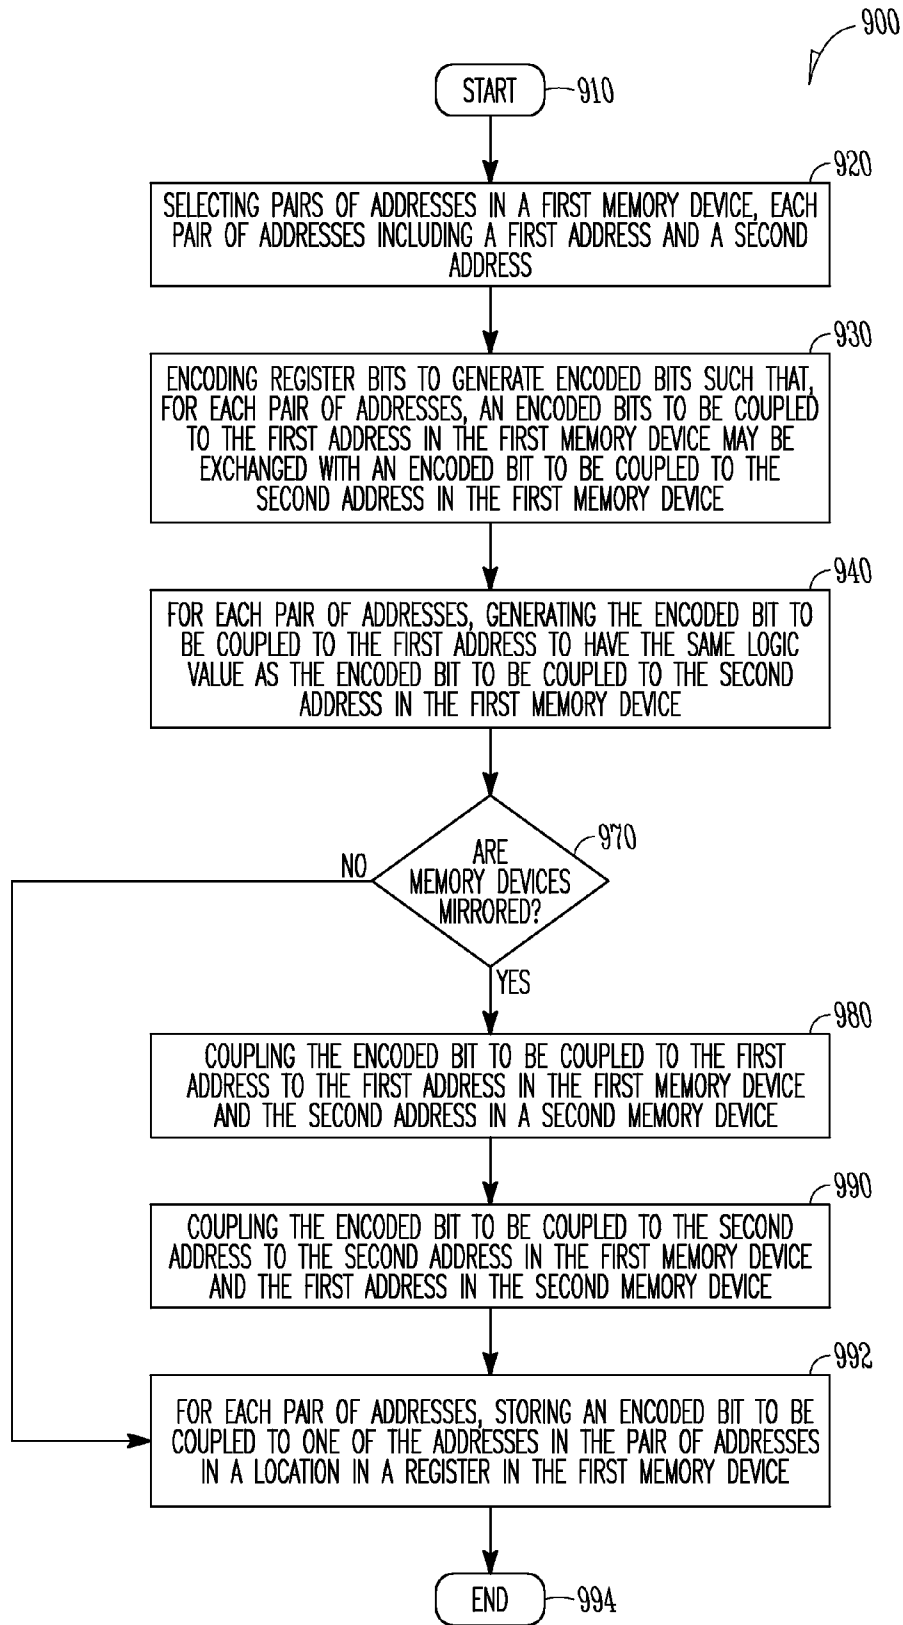 900
START
910
920
SELECTING PAIRS OF ADDRESSES IN A FIRST MEMORY DEVICE, EACH
PAIR OF ADDRESSES INCLUDING A FIRST ADDRESS AND A SECOND
ADDRESS
930
ENCODING REGISTER BITS TO GENERATE ENCODED BITS SUCH THAT,
FOR EACH PAIR OF ADDRESSES, AN ENCODED BITS TO BE COUPLED
TO THE FIRST ADDRESS IN THE FIRST MEMORY DEVICE MAY BE
EXCHANGED WITH AN ENCODED BIT TO BE COUPLED TO THE
SECOND ADDRESS IN THE FIRST MEMORY DEVICE
940
FOR EACH PAIR OF ADDRESSES, GENERATING THE ENCODED BIT TO
BE COUPLED TO THE FIRST ADDRESS TO HAVE THE SAME LOGIC
VALUE AS THE ENCODED BIT TO BE COUPLED TO THE SECOND
ADDRESS IN THE FIRST MEMORY DEVICE
970
ARE
MEMORY DEVICES
MIRRORED?
NO
YES
980
COUPLING THE ENCODED BIT TO BE COUPLED TO THE FIRST
ADDRESS TO THE FIRST ADDRESS IN THE FIRST MEMORY DEVICE
AND THE SECOND ADDRESS IN A SECOND MEMORY DEVICE
990
COUPLING THE ENCODED BIT TO BE COUPLED TO THE SECOND
ADDRESS TO THE SECOND ADDRESS IN THE FIRST MEMORY DEVICE
AND THE FIRST ADDRESS IN THE SECOND MEMORY DEVICE
992
FOR EACH PAIR OF ADDRESSES, STORING AN ENCODED BIT TO BE
COUPLED TO ONE OF THE ADDRESSES IN THE PAIR OF ADDRESSES
IN A LOCATION IN A REGISTER IN THE FIRST MEMORY DEVICE
END
994